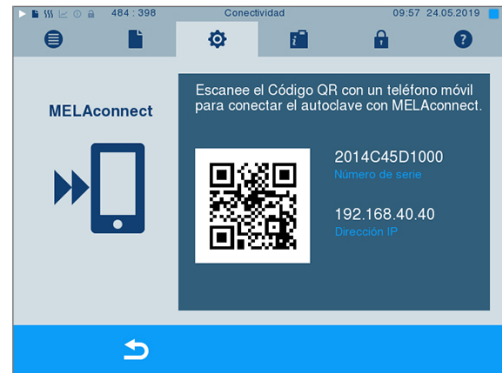 484 : 398 Conectividad 09:57 24.05.2019
MELAconnect
Escanee el Código QR con un teléfono móvil
para conectar el autoclave con MELAconnect.
2014C45D1000
Número de serie
192.168.40.40
Dirección IP